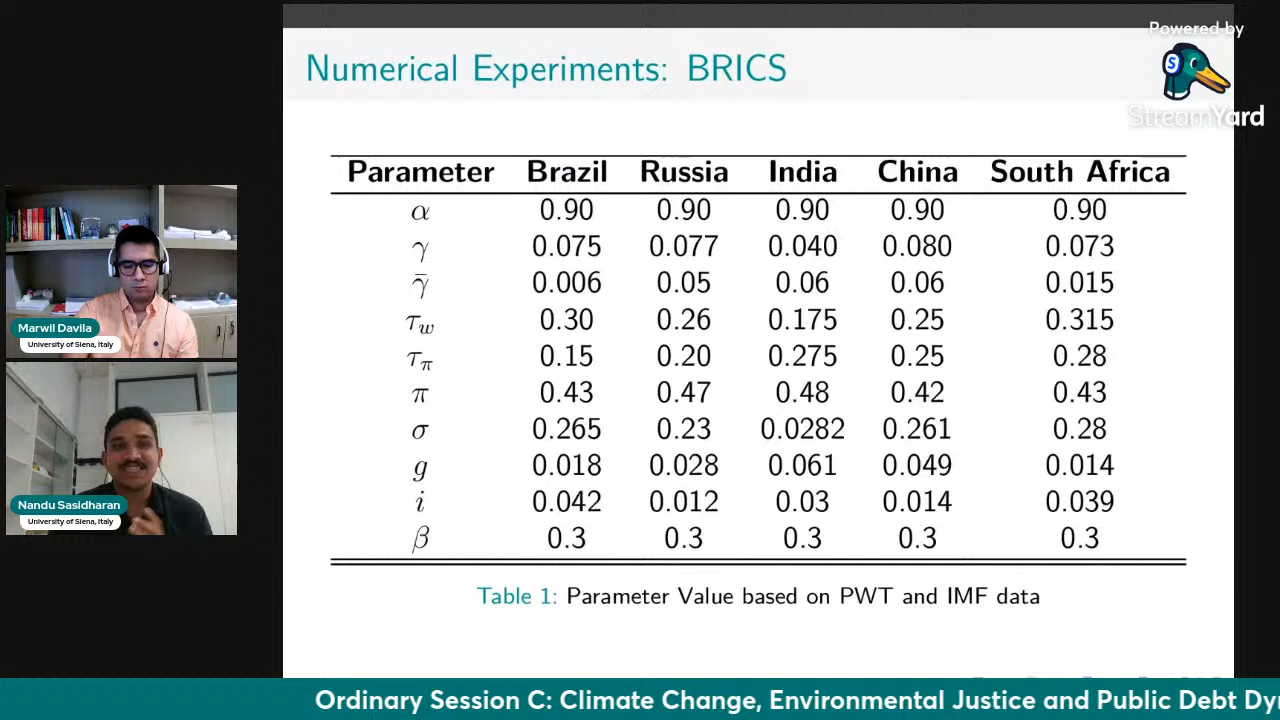 Powered by
StreamYard
Numerical Experiments: BRICS
Parameter Brazil Russia India China South Africa
α 0.90 0.90 0.90 0.90 0.90
γ 0.075 0.077 0.040 0.080 0.073
γ̄ 0.006 0.05 0.06 0.06 0.015
τw 0.30 0.26 0.175 0.25 0.315
τπ 0.15 0.20 0.275 0.25 0.28
π 0.43 0.47 0.48 0.42 0.43
σ 0.265 0.23 0.0282 0.261 0.28
g 0.018 0.028 0.061 0.049 0.014
i 0.042 0.012 0.03 0.014 0.039
β 0.3 0.3 0.3 0.3 0.3
Table 1: Parameter Value based on PWT and IMF data
Marwil Davila
University of Siena, Italy
Nandu Sasidharan
University of Siena, Italy
Ordinary Session C: Climate Change, Environmental Justice and Public Debt Dy